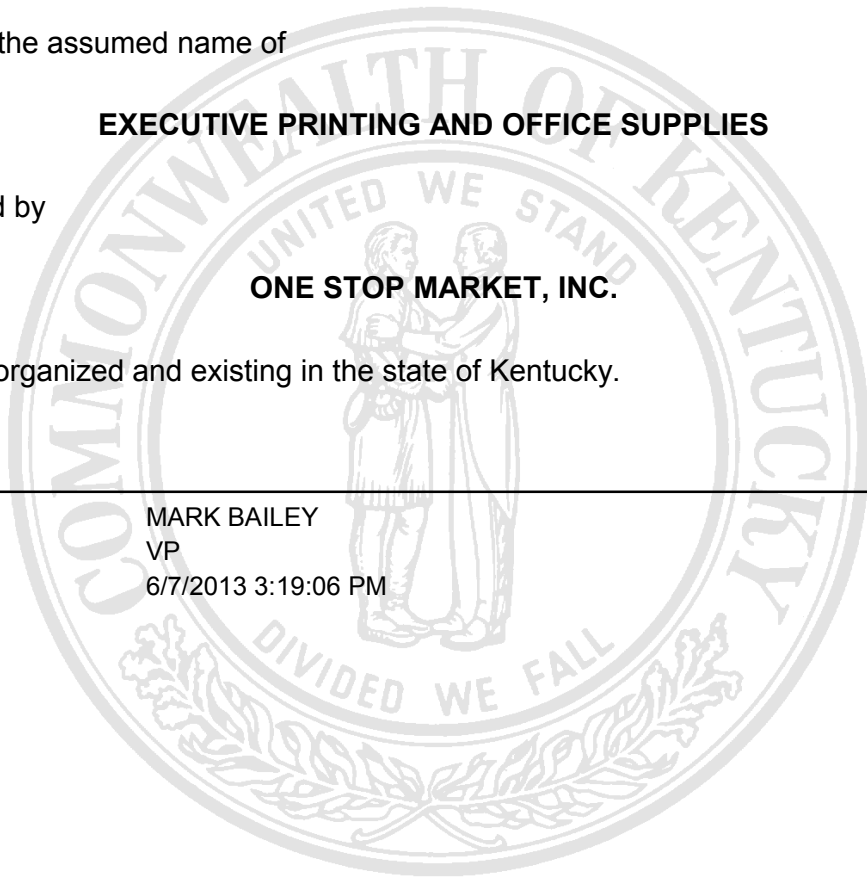 the assumed name of
EXECUTIVE PRINTING AND OFFICE SUPPLIES
d by
ONE STOP MARKET, INC.
organized and existing in the state of Kentucky.
MARK BAILEY
VP
6/7/2013 3:19:06 PM
COMMONWEALTH OF KENTUCKY
UNITED WE STAND
DIVIDED WE FALL